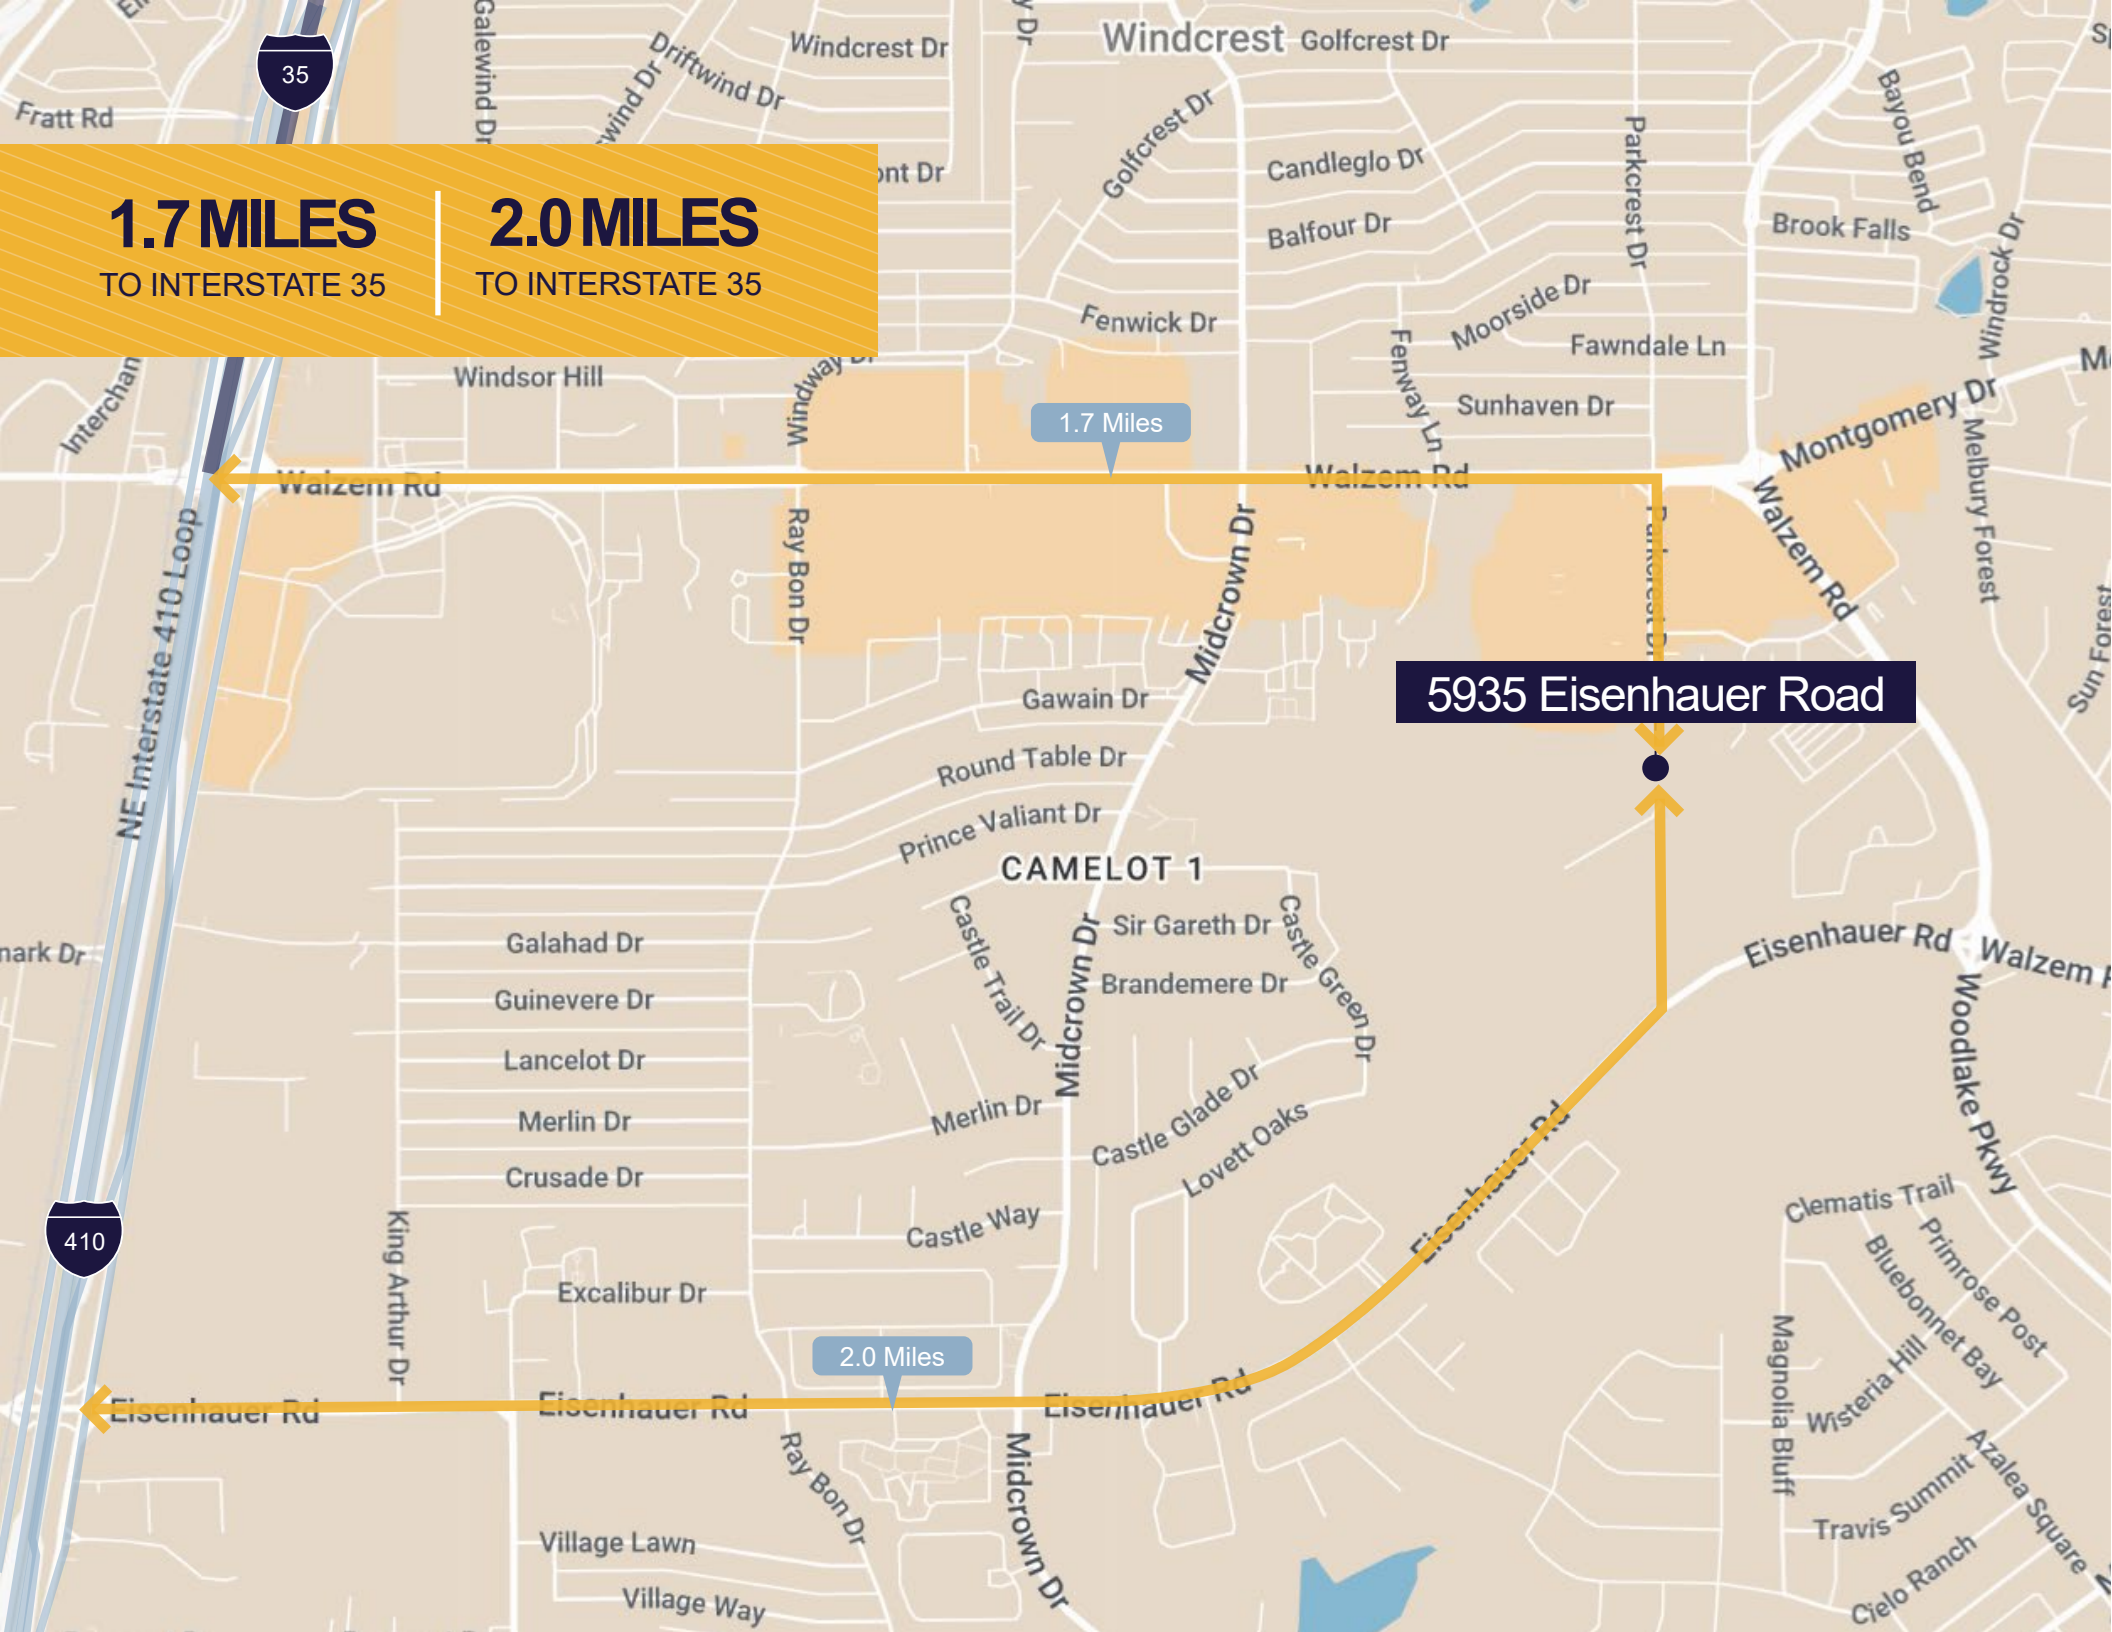 35
Galewind Dr
Driftwind Dr
Windcrest Dr
Windcrest
Golfcrest Dr
Fratt Rd
Golfcrest Dr
Candleglo Dr
Parkcrest Dr
Bayou Bend
1.7 MILES
TO INTERSTATE 35
2.0 MILES
TO INTERSTATE 35
Balfour Dr
Brook Falls
Windrock Dr
Moorside Dr
Fenwick Dr
Fenway Ln
Fawndale Ln
Windsor Hill
Windway Dr
Sunhaven Dr
Montgomery Dr
1.7 Miles
Walzem Rd
Walzem Rd
Melbury Forest
NE Interstate 410 Loop
Ray Bon Dr
Midcrown Dr
Parkcrest Dr
Walzem Rd
Sun Forest
5935 Eisenhauer Road
Gawain Dr
Round Table Dr
Prince Valiant Dr
CAMELOT 1
Castle Trail Dr
Midcrown Dr
Sir Gareth Dr
Castle Green Dr
Brandemere Dr
Galahad Dr
Guinevere Dr
Lancelot Dr
Merlin Dr
Crusade Dr
Eisenhauer Rd
Walzem
Woodlake Pkwy
Merlin Dr
Castle Glade Dr
Lovett Oaks
Eisenhauer Rd
Castle Way
King Arthur Dr
410
Excalibur Dr
Clematis Trail
Primrose Post
Bluebonnet Bay
Wisteria Hill
Magnolia Bluff
2.0 Miles
Eisenhauer Rd
Eisenhauer Rd
Eisenhauer Rd
Ray Bon Dr
Midcrown Dr
Azalea Square
Travis Summit
Cielo Ranch
Village Lawn
Village Way